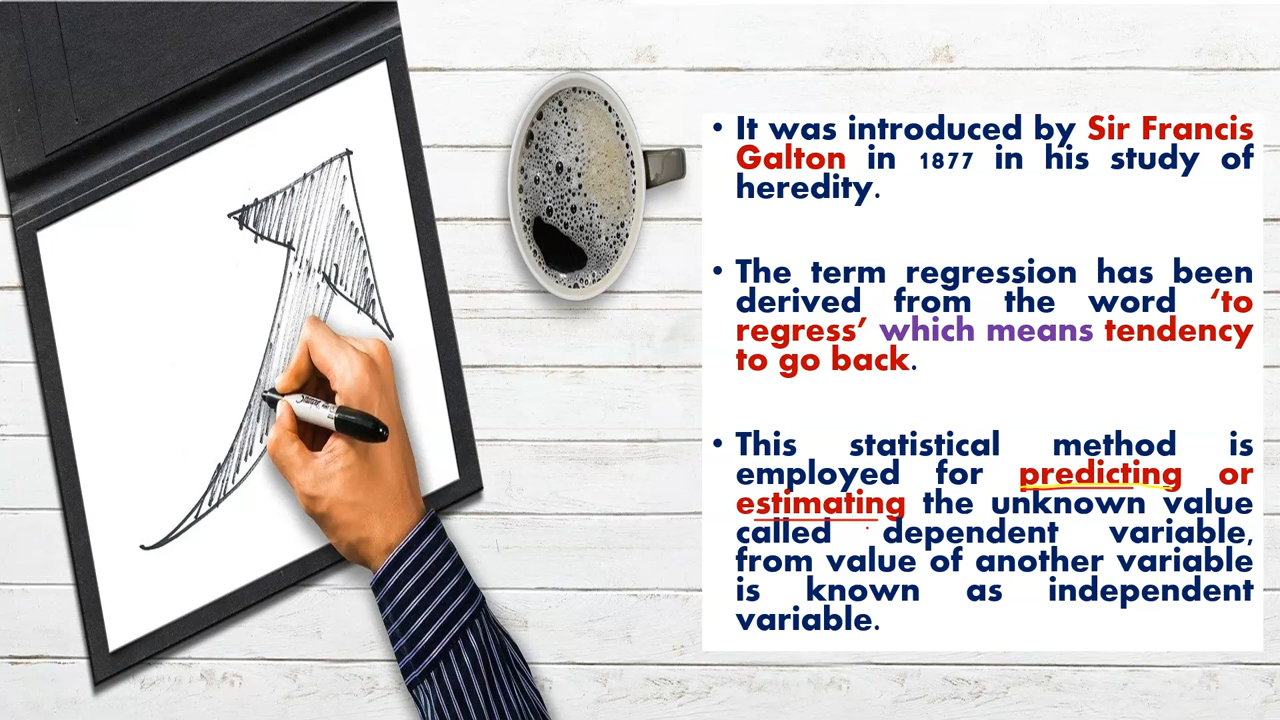 • It was introduced by Sir Francis
Galton in 1877 in his study of
heredity.
• The term regression has been
derived from the word ‘to
regress’ which means tendency
to go back.
• This statistical method is
employed for predicting or
estimating the unknown value
called dependent variable,
from value of another variable
is known as independent
variable.